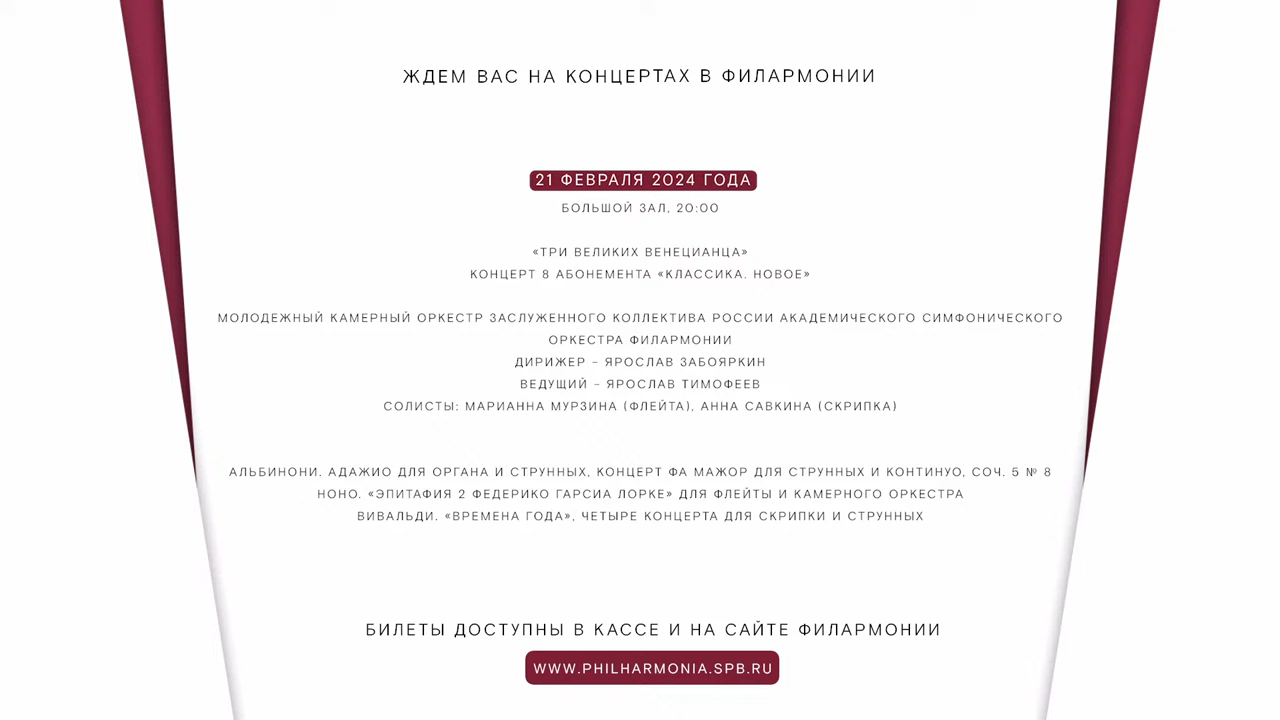 ЖДЕМ ВАС НА КОНЦЕРТАХ В ФИЛАРМОНИИ
21 ФЕВРАЛЯ 2024 ГОДА
БОЛЬШОЙ ЗАЛ, 20:00
«ТРИ ВЕЛИКИХ ВЕНЕЦИАНЦА»
КОНЦЕРТ 8 АБОНЕМЕНТА «КЛАССИКА. НОВОЕ»
МОЛОДЕЖНЫЙ КАМЕРНЫЙ ОРКЕСТР ЗАСЛУЖЕННОГО КОЛЛЕКТИВА РОССИИ АКАДЕМИЧЕСКОГО СИМФОНИЧЕСКОГО
ОРКЕСТРА ФИЛАРМОНИИ
ДИРИЖЕР – ЯРОСЛАВ ЗАБОЯРКИН
ВЕДУЩИЙ – ЯРОСЛАВ ТИМОФЕЕВ
СОЛИСТЫ: МАРИАННА МУРЗИНА (ФЛЕЙТА), АННА САВКИНА (СКРИПКА)
АЛЬБИНОНИ. АДАЖИО ДЛЯ ОРГАНА И СТРУННЫХ, КОНЦЕРТ ФА МАЖОР ДЛЯ СТРУННЫХ И КОНТИНУО, СОЧ. 5 № 8
НОНО. «ЭПИТАФИЯ 2 ФЕДЕРИКО ГАРСИА ЛОРКЕ» ДЛЯ ФЛЕЙТЫ И КАМЕРНОГО ОРКЕСТРА
ВИВАЛЬДИ. «ВРЕМЕНА ГОДА», ЧЕТЫРЕ КОНЦЕРТА ДЛЯ СКРИПКИ И СТРУННЫХ
БИЛЕТЫ ДОСТУПНЫ В КАССЕ И НА САЙТЕ ФИЛАРМОНИИ
WWW.PHILHARMONIA.SPB.RU